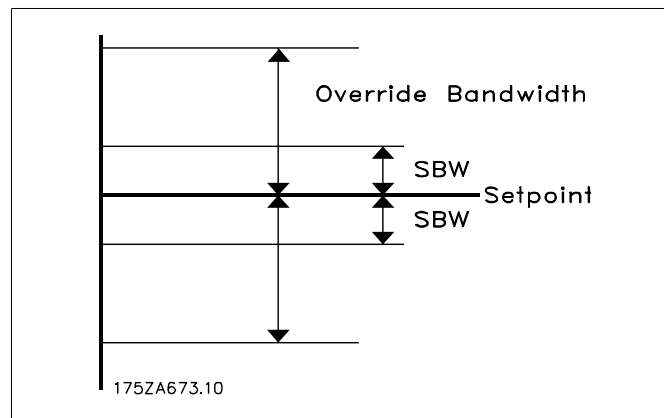 Override Bandwidth
SBW
Setpoint
SBW
175ZA673.10